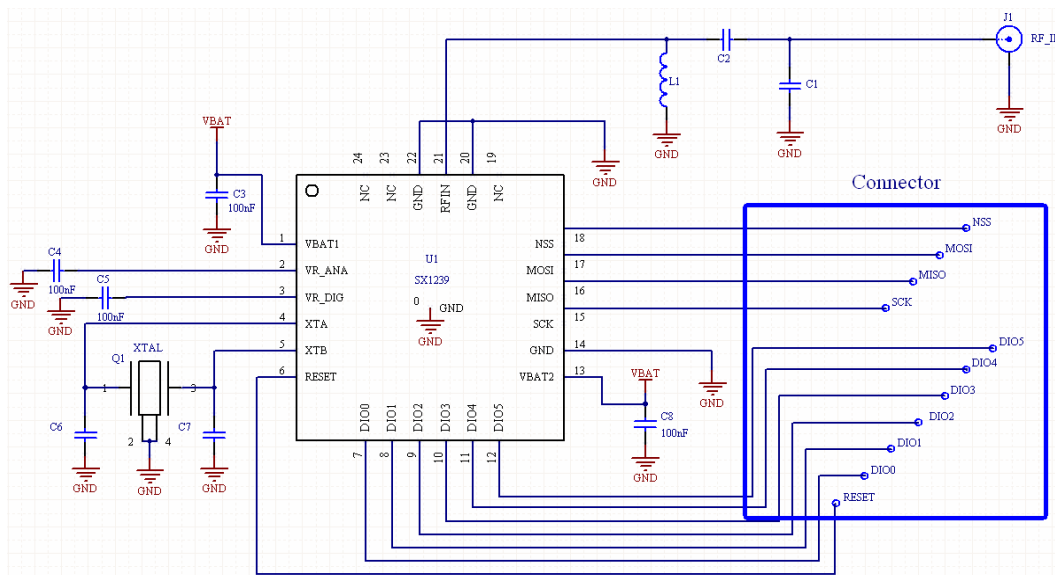 J1
RF_I
C2
L1
C1
GND
GND
GND
VBAT
24
23
22
21
20
19
GND
NC
NC
GND
RFIN
GND
NC
Connector
C3
100nF
GND
1
VBAT1
NSS
18
NSS
C4
2
VR_ANA
U1
MOSI
17
MOSI
100nF
GND
C5
3
VR_DIG
SX1239
MISO
16
MISO
100nF
GND
0
GND
4
XTA
GND
SCK
15
SCK
XTAL
5
XTB
GND
14
DIO5
Q1
6
RESET
VBAT2
13
VBAT
DIO4
1
3
GND
DIO3
C6
C7
DIO0
DIO1
DIO2
DIO3
DIO4
DIO5
C8
100nF
DIO2
2
4
7
8
9
10
11
12
DIO1
GND
GND
GND
GND
DIO0
RESET